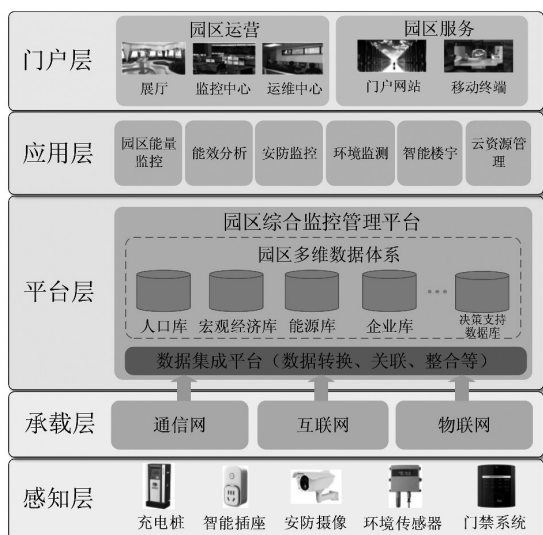 门户层
园区运营
展厅
监控中心
运维中心
园区服务
门户网站
移动终端
应用层
园区能量
监控
能效分析
安防监控
环境监测
智能楼宇
云资源管
理
平台层
园区综合监控管理平台
园区多维数据体系
人口库
宏观经济库
能源库
企业库
···
决策支持
数据库
数据集成平台（数据转换、关联、整合等）
承载层
通信网
互联网
物联网
感知层
充电桩
智能插座
安防摄像
环境传感器
门禁系统